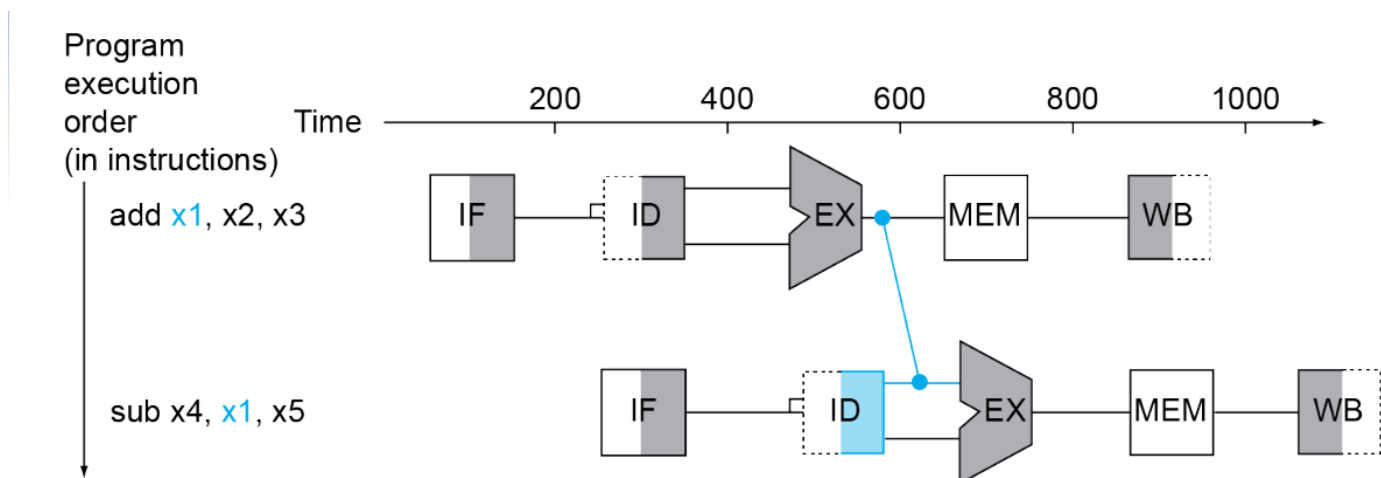 Program
execution
order
(in instructions)
Time
200 400 600 800 1000
add x1, x2, x3
IF ID EX MEM WB
sub x4, x1, x5
IF ID EX MEM WB